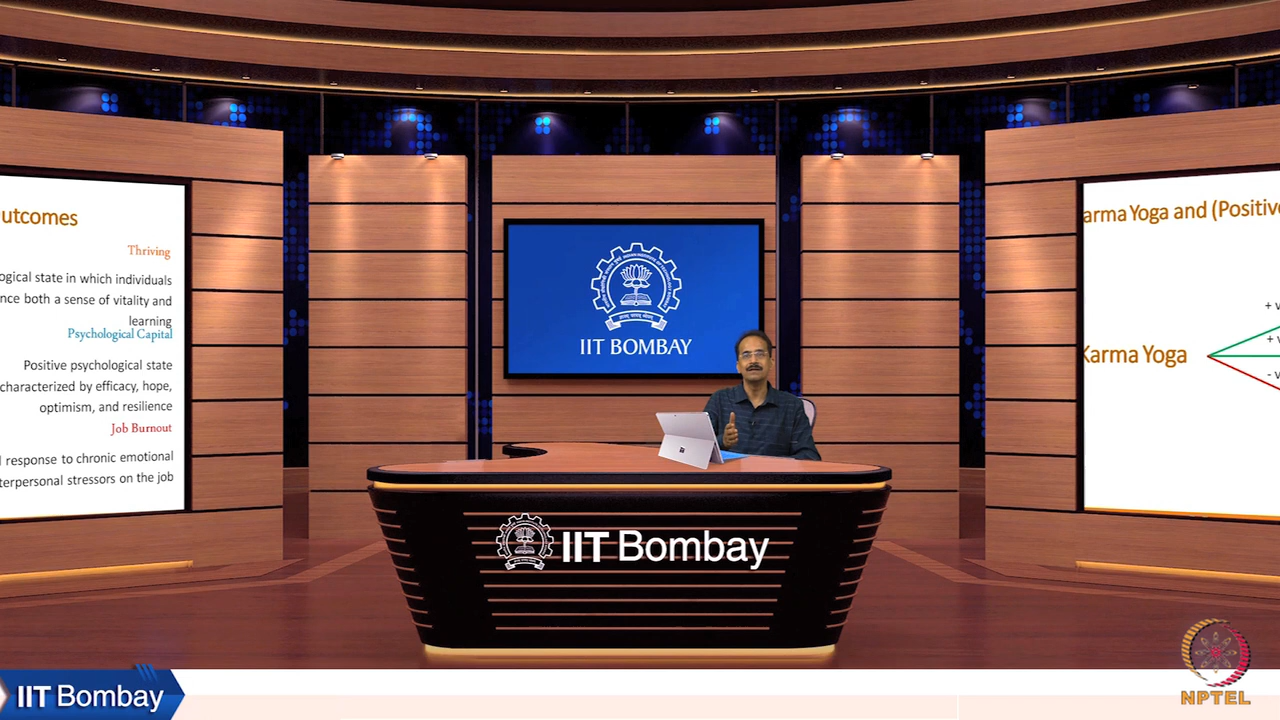 utcomes
Thriving
ogical state in which individuals
nce both a sense of vitality and
learning
Psychological Capital
Positive psychological state
characterized by efficacy, hope,
optimism, and resilience
Job Burnout
l response to chronic emotional
terpersonal stressors on the job
IIT BOMBAY
arma Yoga and (Positive
+ v
+ v
Karma Yoga
- v
IIT Bombay
IIT Bombay
NPTEL